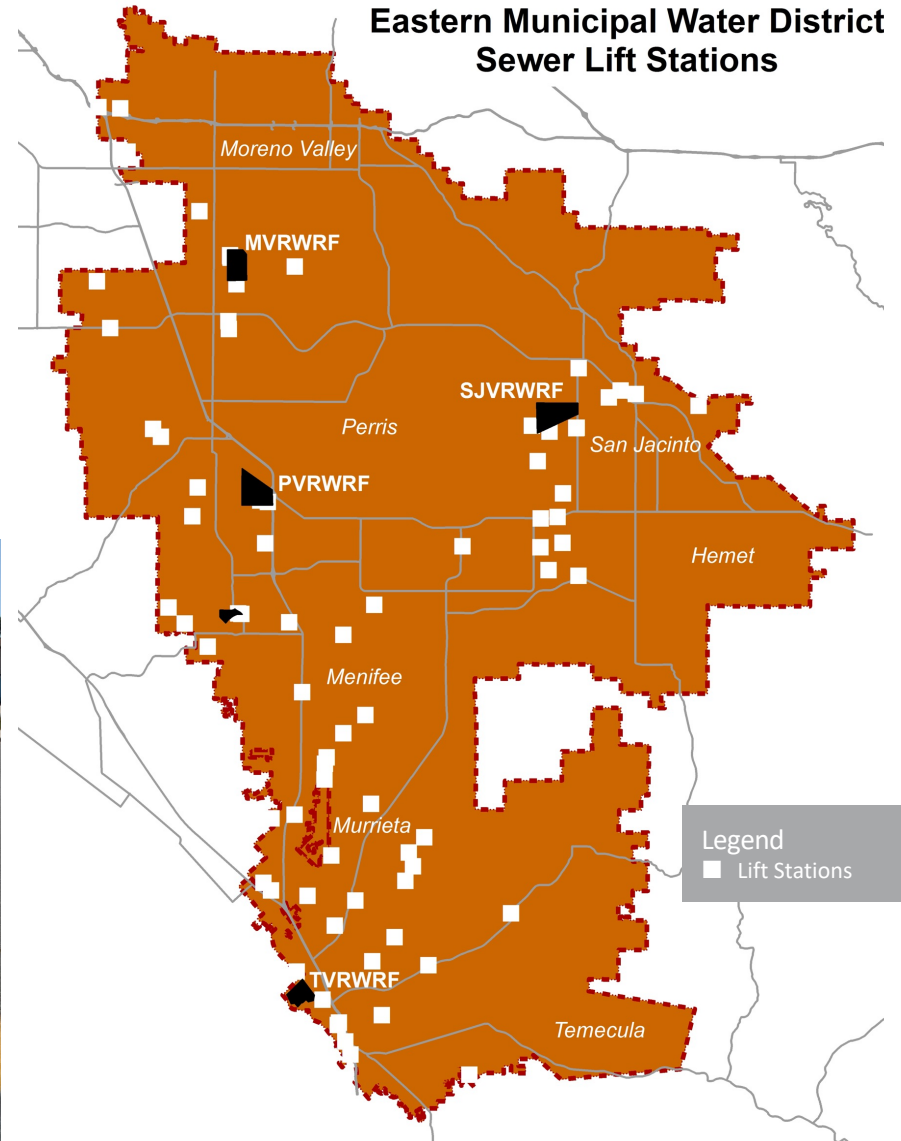 Eastern Municipal Water District
Sewer Lift Stations
Moreno Valley
MVRWRF
SJVRWRF
Perris
San Jacinto
PVRWRF
Hemet
Menifee
Murrieta
Legend
Lift Stations
TVRWRF
Temecula